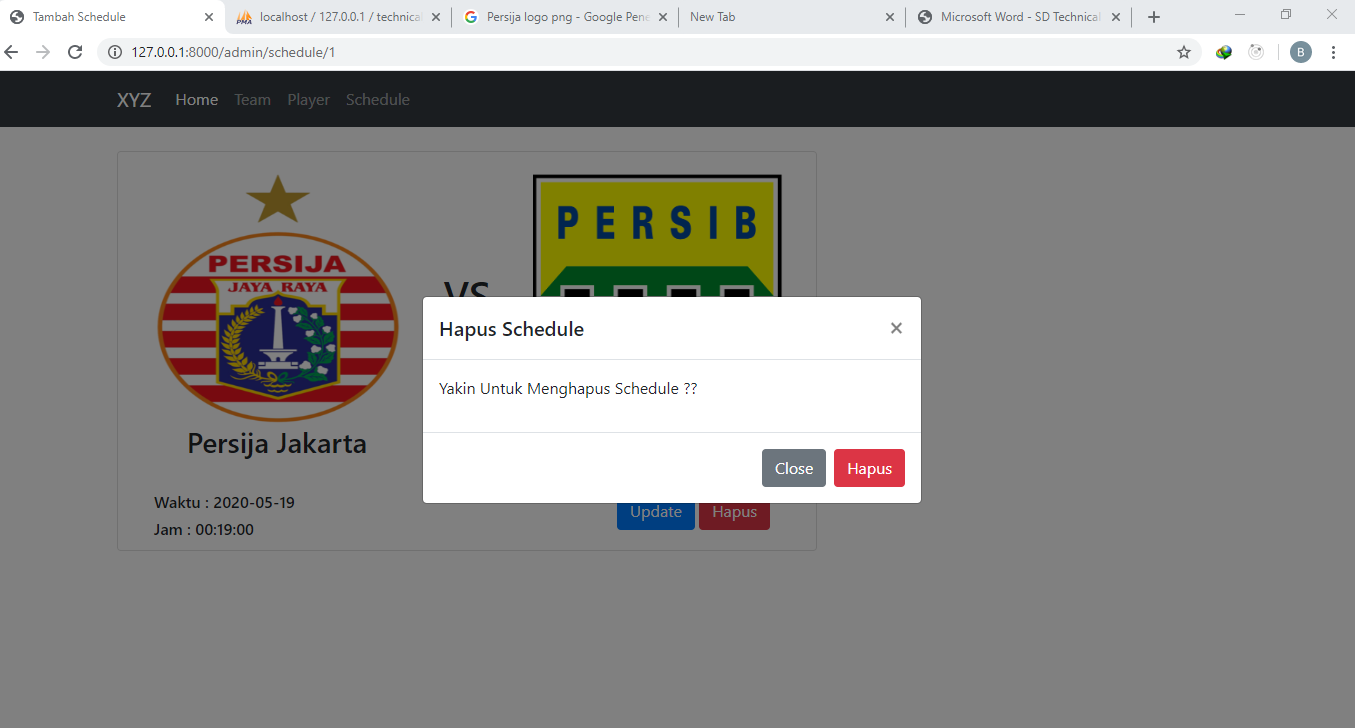 Tambah Schedule
localhost / 127.0.0.1 / technical
Persija logo png - Google Pene
New Tab
Microsoft Word - SD Technical
127.0.0.1:8000/admin/schedule/1
B
XYZ Home Team Player Schedule
PERSIJA
JAYA RAYA
VS
PERSIB
Hapus Schedule
×
Yakin Untuk Menghapus Schedule ??
Close Hapus
Persija Jakarta
Waktu : 2020-05-19
Jam : 00:19:00
Update Hapus